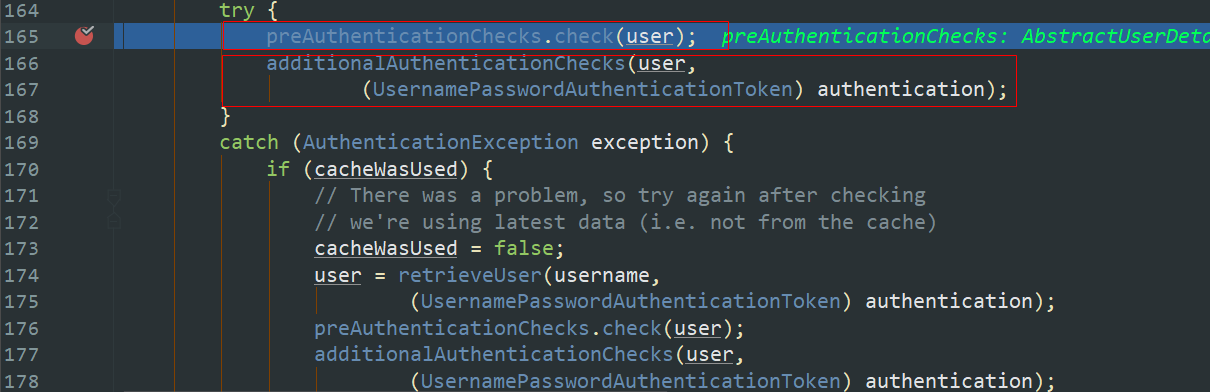 164 try {
165 preAuthenticationChecks.check(user); preAuthenticationChecks: AbstractUserDeta
166 additionalAuthenticationChecks(user,
167 (UsernamePasswordAuthenticationToken) authentication);
168 }
169 catch (AuthenticationException exception) {
170 if (cacheWasUsed) {
171 // There was a problem, so try again after checking
172 // we're using latest data (i.e. not from the cache)
173 cacheWasUsed = false;
174 user = retrieveUser(username,
175 (UsernamePasswordAuthenticationToken) authentication);
176 preAuthenticationChecks.check(user);
177 additionalAuthenticationChecks(user,
178 (UsernamePasswordAuthenticationToken) authentication);